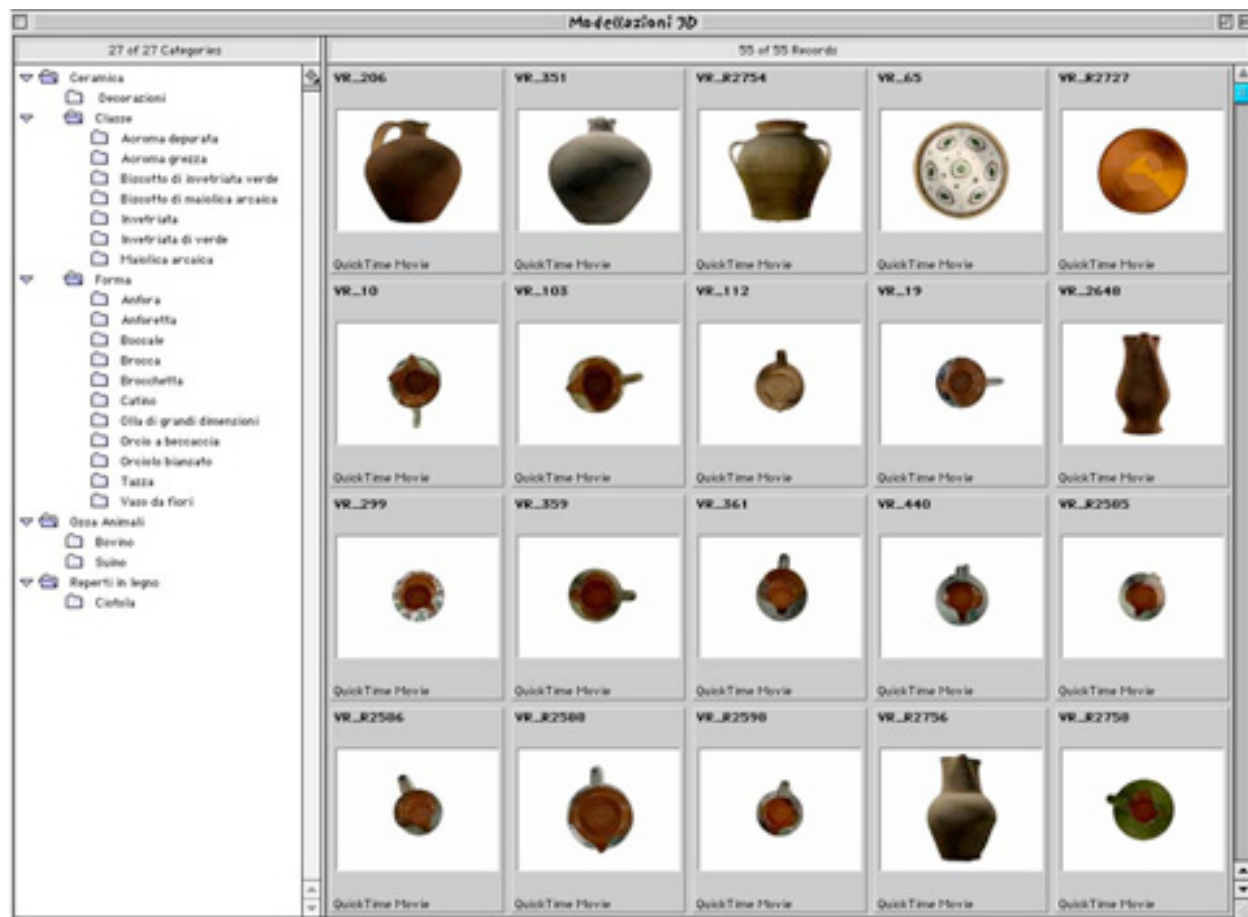 Modellazioni 3D
27 of 27 Categories
55 of 55 Records
Ceramica
Decorazioni
Classe
Acroma depurata
Acroma grezza
Biscotto di invetriata verde
Biscotto di maiolica arcaica
Invetriata
Invetriata di verde
Maiolica arcaica
Forma
Anfora
Anforetta
Boccale
Brocca
Brocchetta
Catino
Olla di grandi dimensioni
Orcio a beccaccia
Orciolo biansato
Tazza
Vaso da fiori
Ossa Animali
Bovino
Suino
Reperti in legno
Ciotola
VR_206 VR_351 VR_R2754 VR_65 VR_R2727
QuickTime Movie QuickTime Movie QuickTime Movie QuickTime Movie QuickTime Movie
VR_10 VR_103 VR_112 VR_19 VR_2648
QuickTime Movie QuickTime Movie QuickTime Movie QuickTime Movie QuickTime Movie
VR_299 VR_359 VR_361 VR_440 VR_R2585
QuickTime Movie QuickTime Movie QuickTime Movie QuickTime Movie QuickTime Movie
VR_R2586 VR_R2588 VR_R2598 VR_R2756 VR_R2758
QuickTime Movie QuickTime Movie QuickTime Movie QuickTime Movie QuickTime Movie